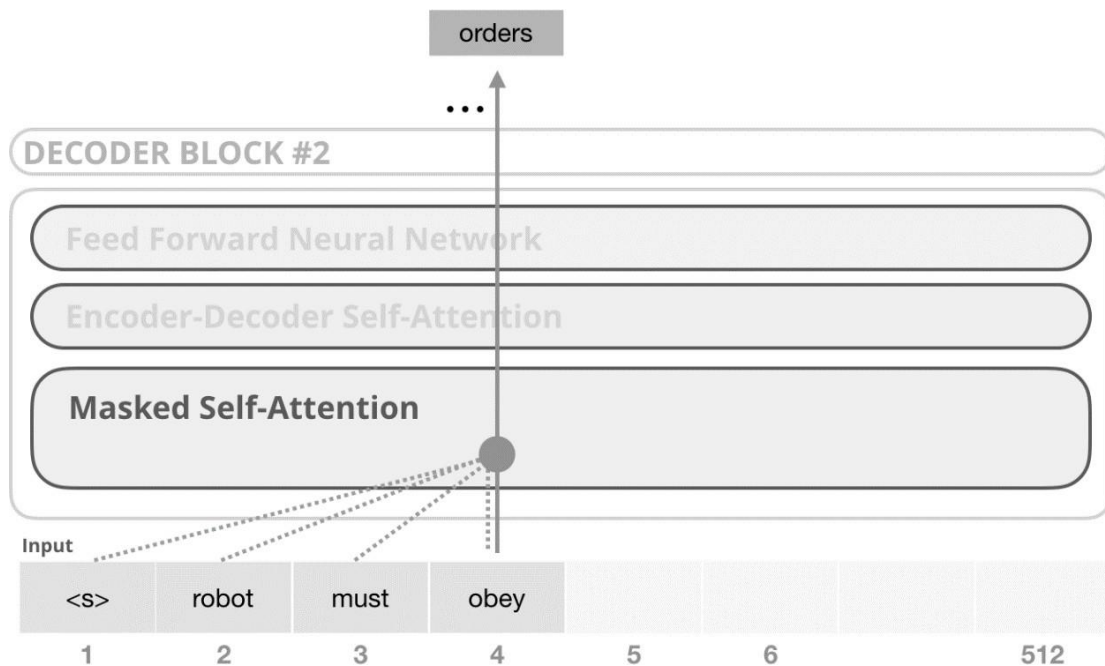 orders
...
DECODER BLOCK #2
Feed Forward Neural Network
Encoder-Decoder Self-Attention
Masked Self-Attention
Input
<s> robot must obey
1 2 3 4 5 6 512